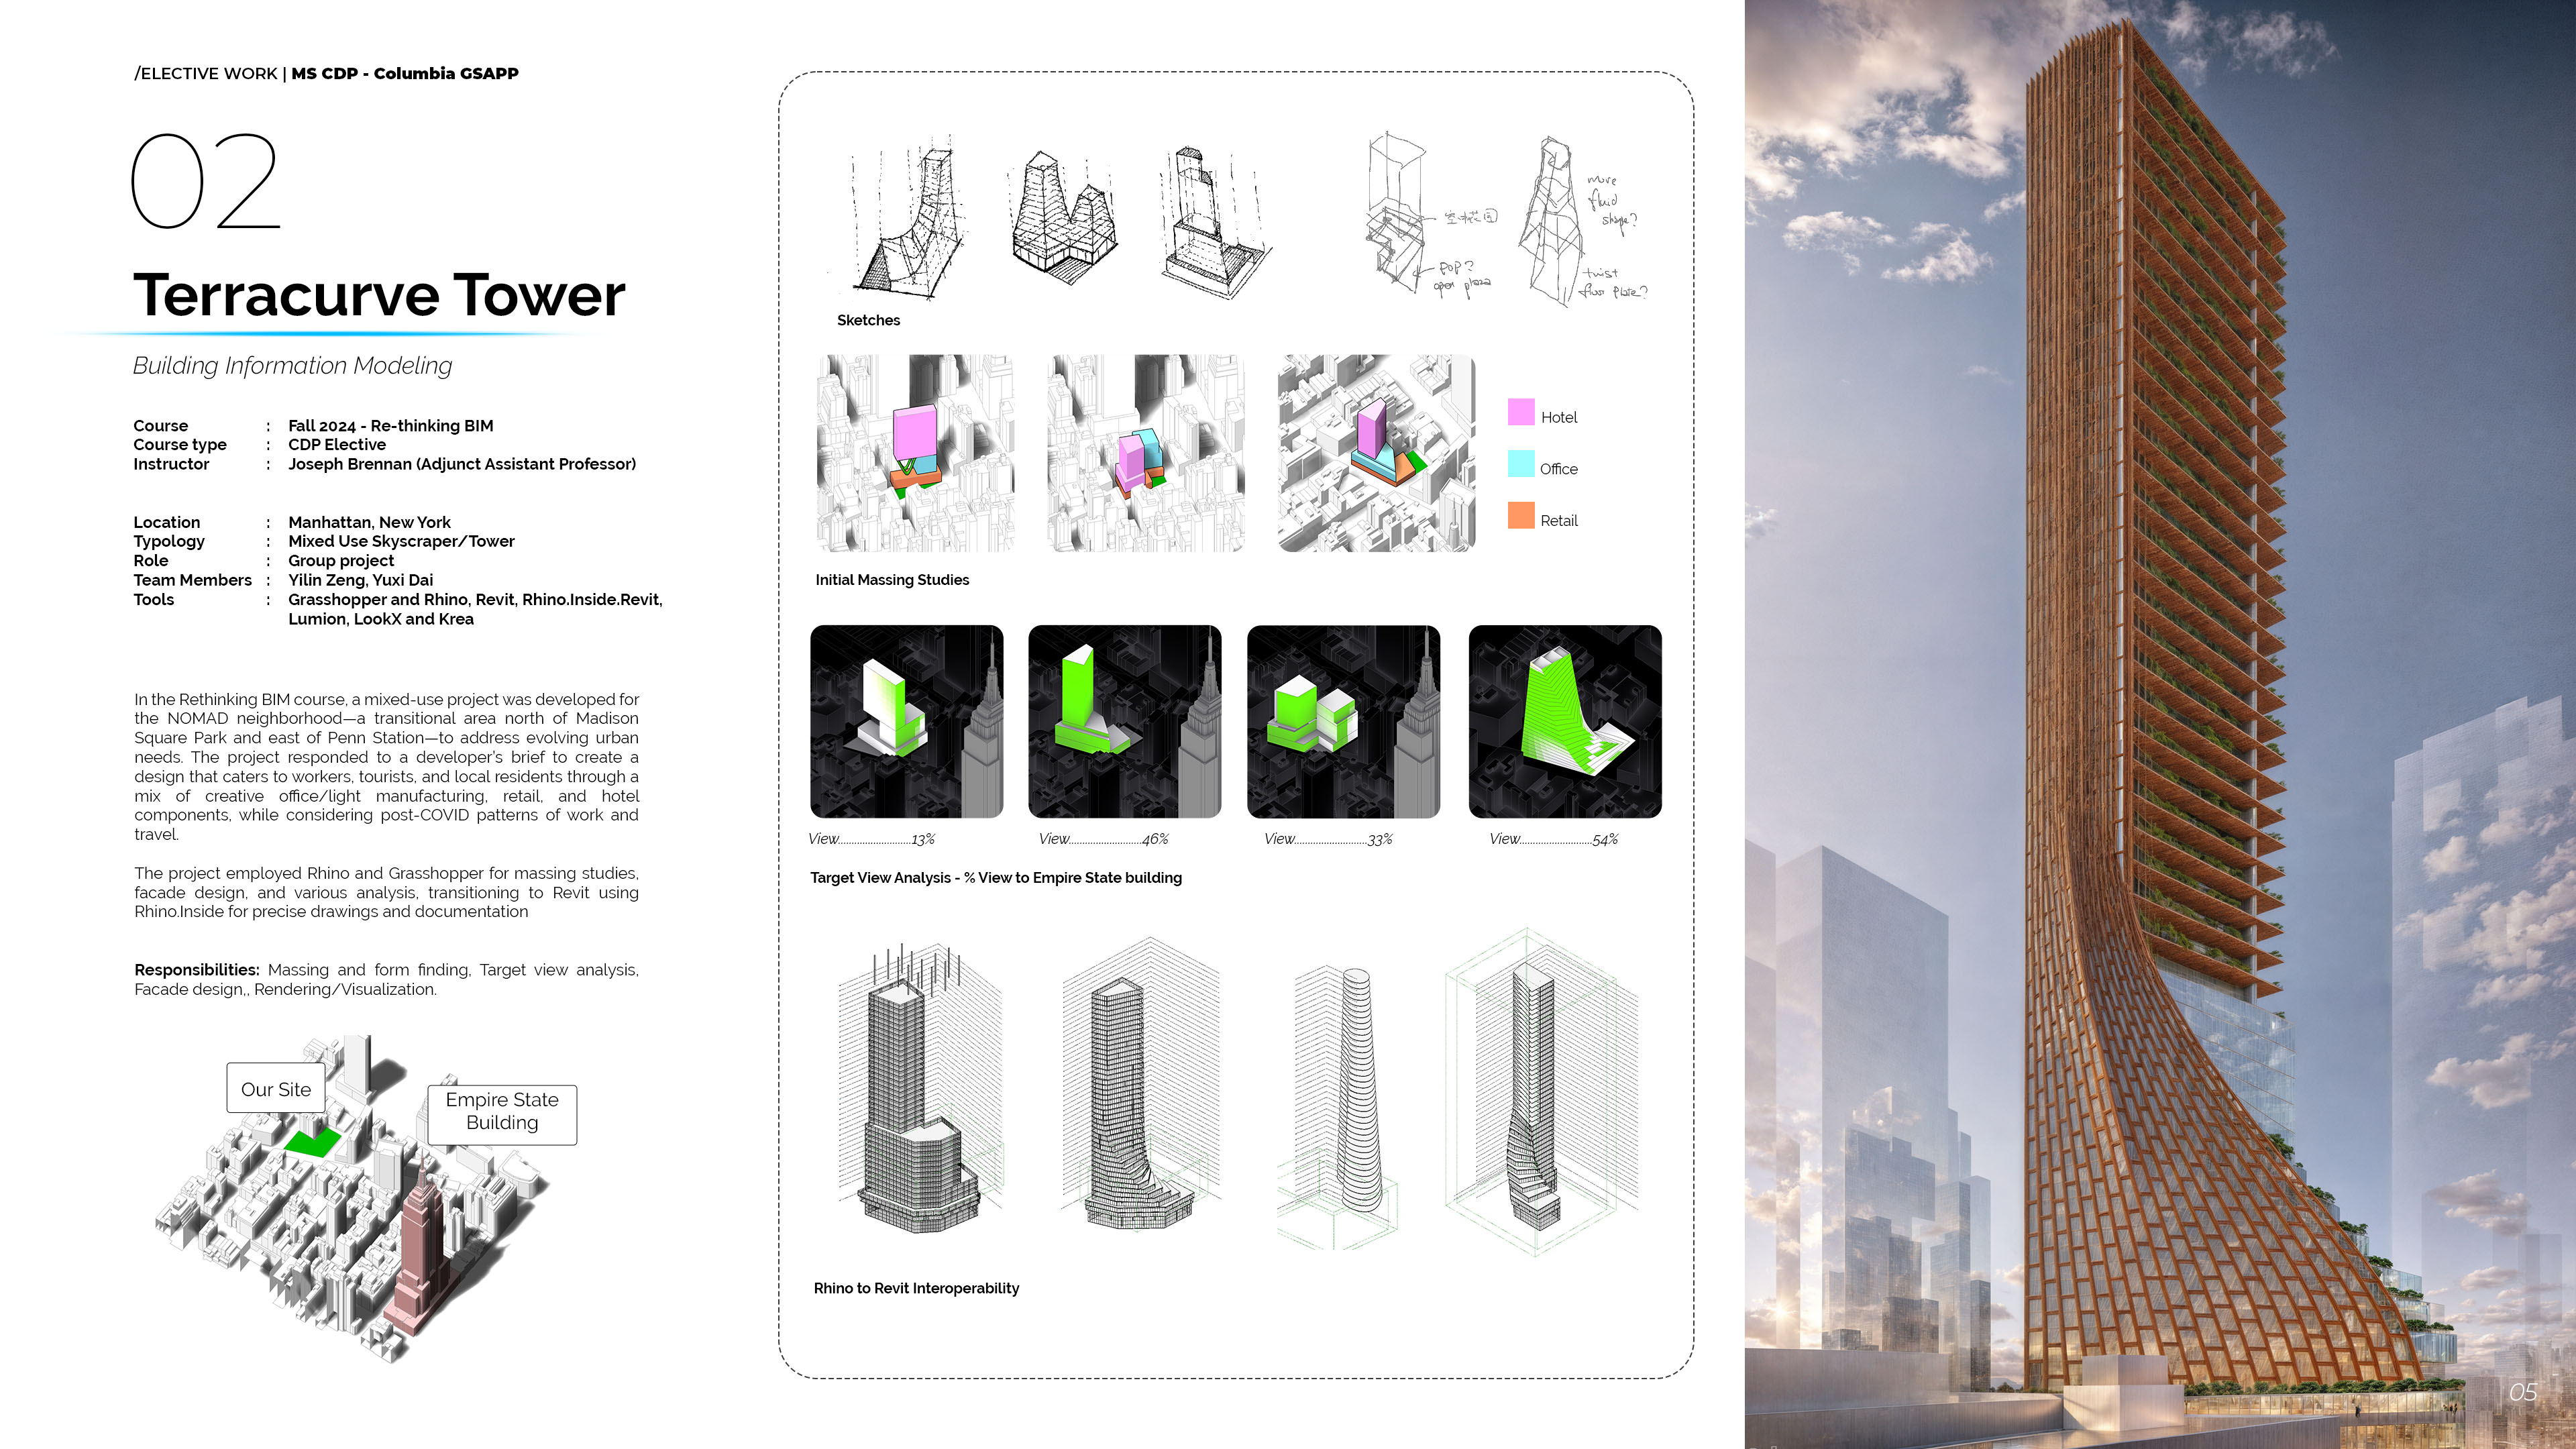 /ELECTIVE WORK | MS CDP - Columbia GSAPP
02
Terracurve Tower
Building Information Modeling
Course : Fall 2024 - Re-thinking BIM
Course type : CDP Elective
Instructor : Joseph Brennan (Adjunct Assistant Professor)
Location : Manhattan, New York
Typology : Mixed Use Skyscraper/Tower
Role : Group project
Team Members : Yilin Zeng, Yuxi Dai
Tools : Grasshopper and Rhino, Revit, Rhino.Inside.Revit,
Lumion, LookX and Krea
In the Rethinking BIM course, a mixed-use project was developed for
the NOMAD neighborhood—a transitional area north of Madison
Square Park and east of Penn Station—to address evolving urban
needs. The project responded to a developer's brief to create a
design that caters to workers, tourists, and local residents through a
mix of creative office/light manufacturing, retail, and hotel
components, while considering post-COVID patterns of work and
travel.
The project employed Rhino and Grasshopper for massing studies,
facade design, and various analysis, transitioning to Revit using
Rhino.Inside for precise drawings and documentation
Responsibilities: Massing and form finding, Target view analysis,
Facade design,, Rendering/Visualization.
Our Site
Empire State
Building
pop?
open plaza
more
fluid
shape?
twist
floor plate?
Sketches
Hotel
Office
Retail
Initial Massing Studies
View...........................13%
View...........................46%
View...........................33%
View...........................54%
Target View Analysis - % View to Empire State building
Rhino to Revit Interoperability
05